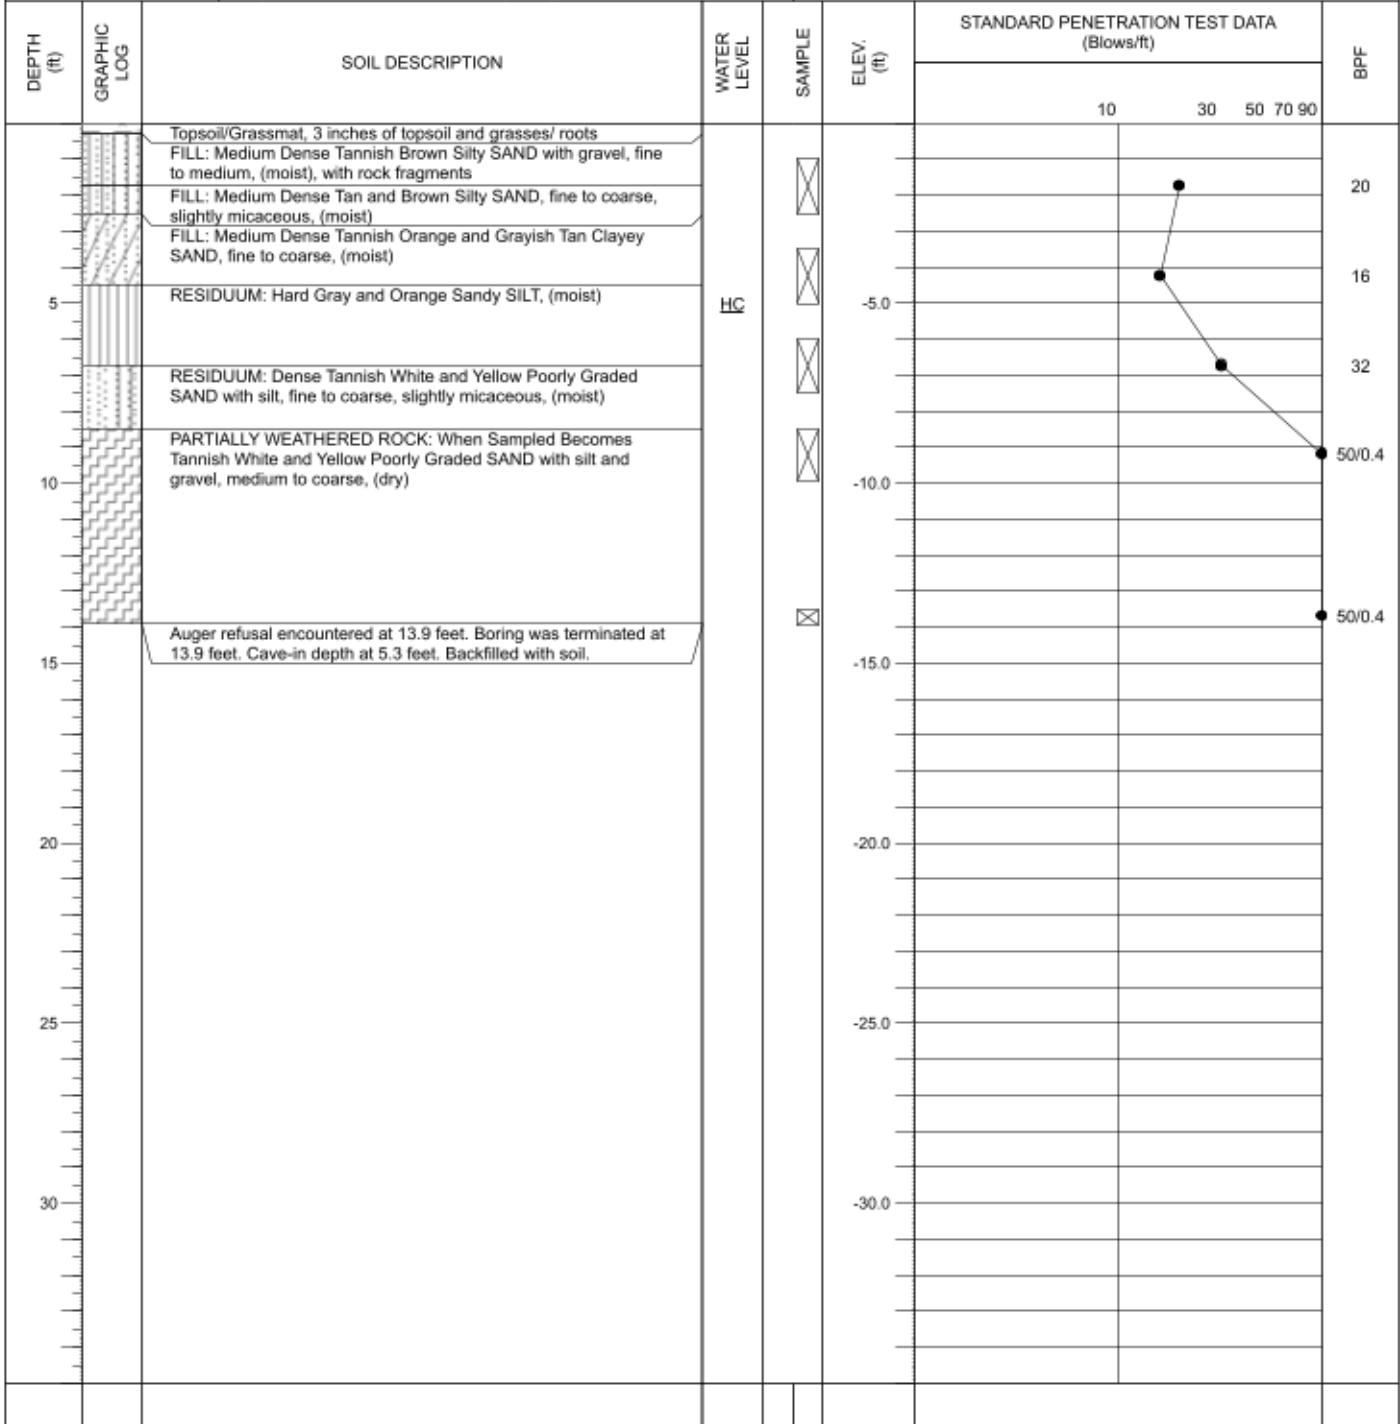 DEPTH
(ft)
GRAPHIC
LOG
SOIL DESCRIPTION
WATER
LEVEL
SAMPLE
ELEV.
(ft)
STANDARD PENETRATION TEST DATA
(Blows/ft)
BPF
10 30 50 70 90
Topsoil/Grassmat, 3 inches of topsoil and grasses/ roots
FILL: Medium Dense Tannish Brown Silty SAND with gravel, fine
to medium, (moist), with rock fragments
20
FILL: Medium Dense Tan and Brown Silty SAND, fine to coarse,
slightly micaceous, (moist)
FILL: Medium Dense Tannish Orange and Grayish Tan Clayey
SAND, fine to coarse, (moist)
16
RESIDUUM: Hard Gray and Orange Sandy SILT, (moist)
5 HC -5.0
32
RESIDUUM: Dense Tannish White and Yellow Poorly Graded
SAND with silt, fine to coarse, slightly micaceous, (moist)
PARTIALLY WEATHERED ROCK: When Sampled Becomes
Tannish White and Yellow Poorly Graded SAND with silt and
gravel, medium to coarse, (dry)
50/0.4
10 -10.0
50/0.4
Auger refusal encountered at 13.9 feet. Boring was terminated at
13.9 feet. Cave-in depth at 5.3 feet. Backfilled with soil.
15 -15.0
20 -20.0
25 -25.0
30 -30.0